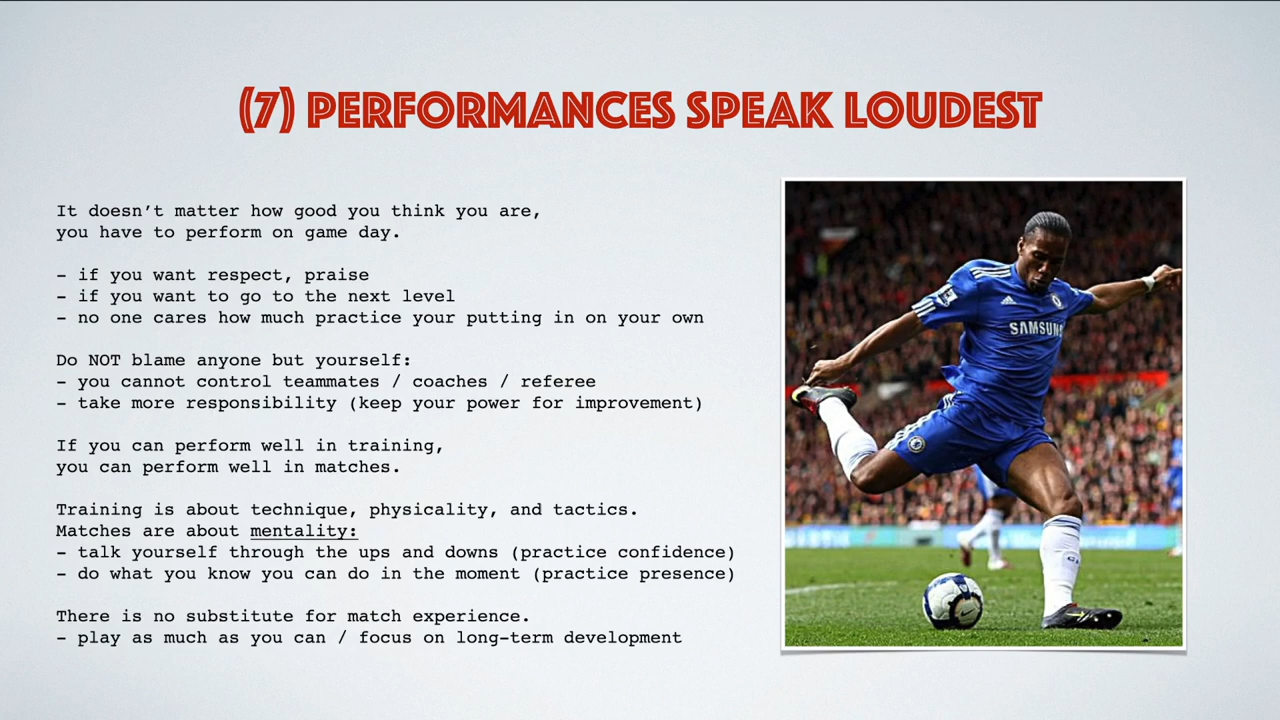 (7) PERFORMANCES SPEAK LOUDEST
It doesn’t matter how good you think you are,
you have to perform on game day.
- if you want respect, praise
- if you want to go to the next level
- no one cares how much practice your putting in on your own
Do NOT blame anyone but yourself:
- you cannot control teammates / coaches / referee
- take more responsibility (keep your power for improvement)
If you can perform well in training,
you can perform well in matches.
Training is about technique, physicality, and tactics.
Matches are about mentality:
- talk yourself through the ups and downs (practice confidence)
- do what you know you can do in the moment (practice presence)
There is no substitute for match experience.
- play as much as you can / focus on long-term development
SAMSUNG